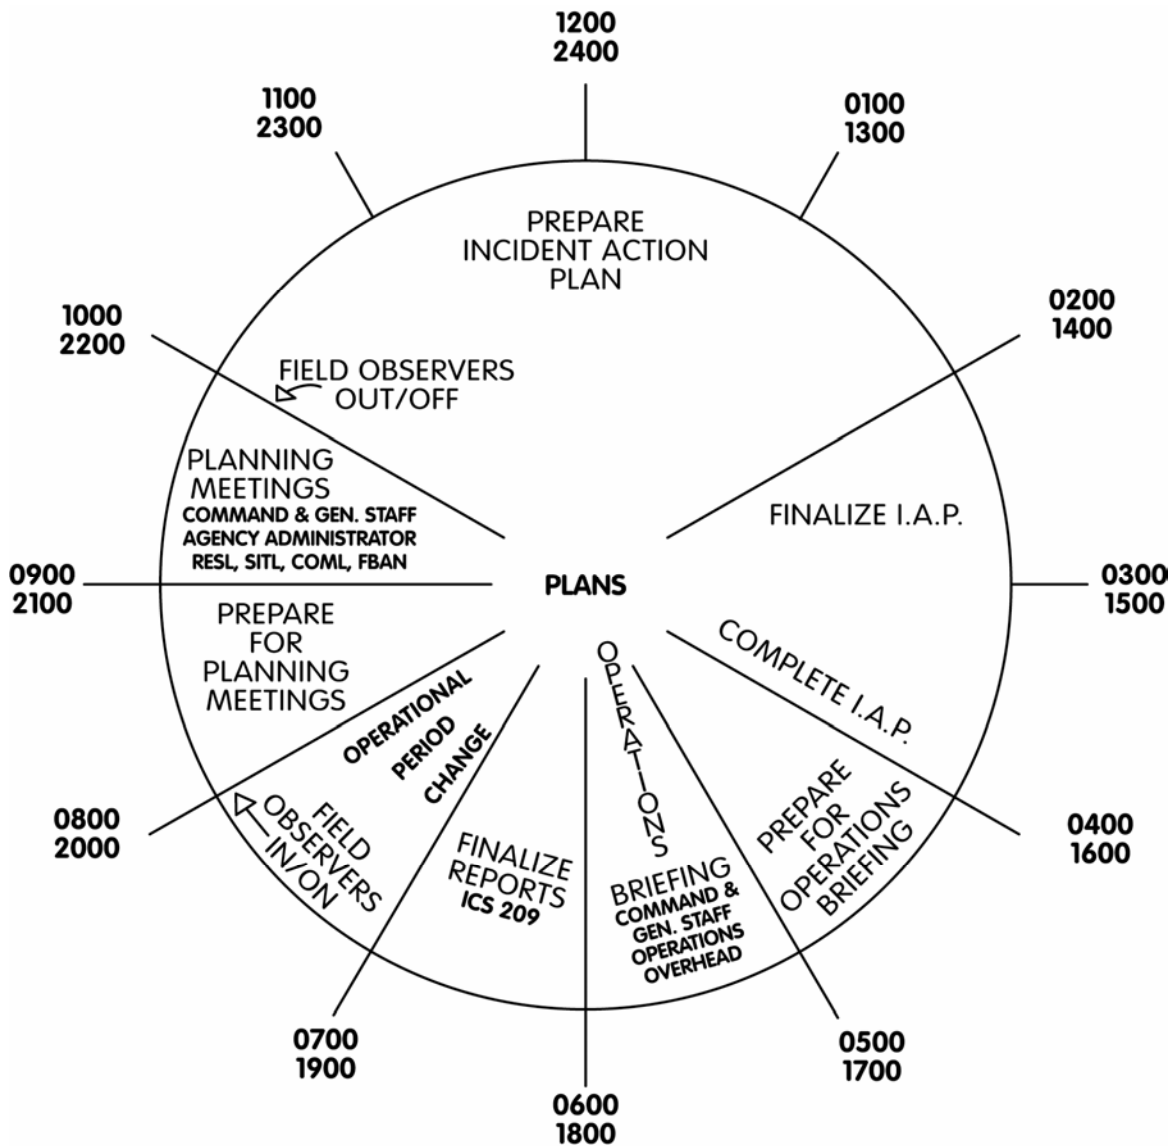 1200
2400
1100
2300
0100
1300
PREPARE
INCIDENT ACTION
PLAN
1000
2200
0200
1400
FIELD OBSERVERS
OUT/OFF
PLANNING
MEETINGS
COMMAND & GEN. STAFF
AGENCY ADMINISTRATOR
RESL, SITL, COML, FBAN
FINALIZE I.A.P.
0900
2100
PLANS
0300
1500
PREPARE
FOR
PLANNING
MEETINGS
COMPLETE I.A.P.
OPERATIONAL
PERIOD
CHANGE
OPERATIONS
BRIEFING
COMMAND &
GEN. STAFF
OPERATIONS
OVERHEAD
PREPARE
FOR
OPERATIONS
BRIEFING
0800
2000
FIELD
OBSERVERS
IN/ON
FINALIZE
REPORTS
ICS 209
0400
1600
0700
1900
0500
1700
0600
1800